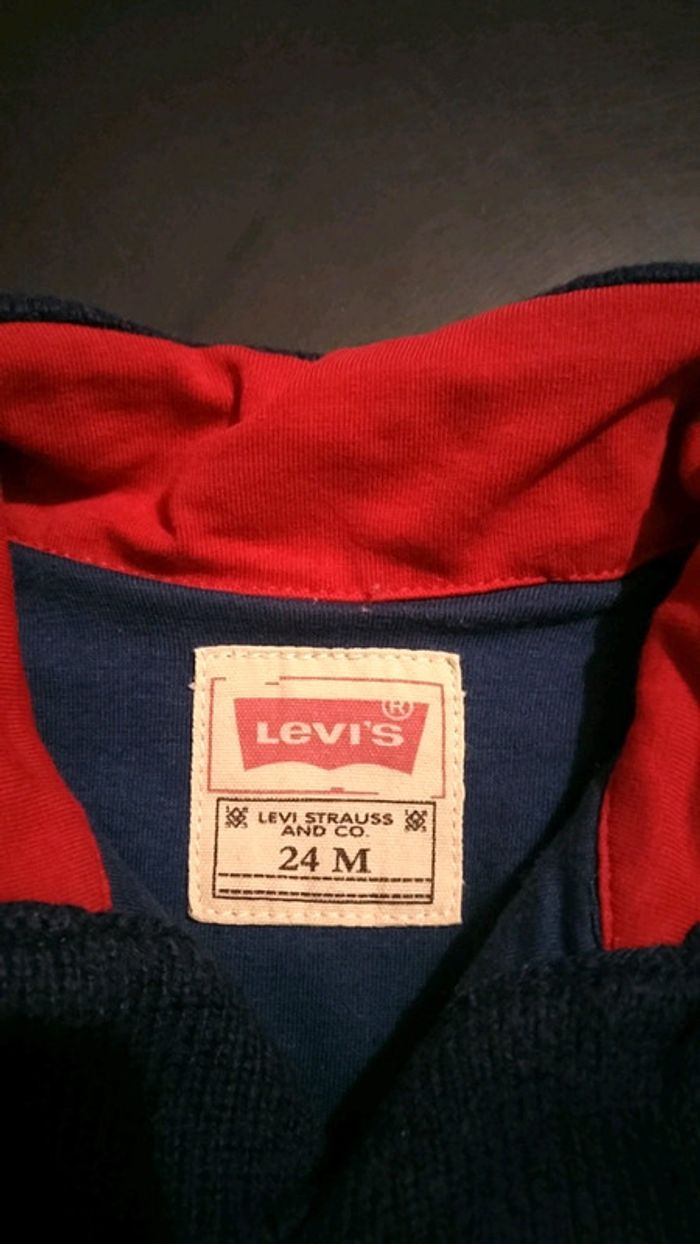 Levi's ®
LEVI STRAUSS
AND CO.
24 M